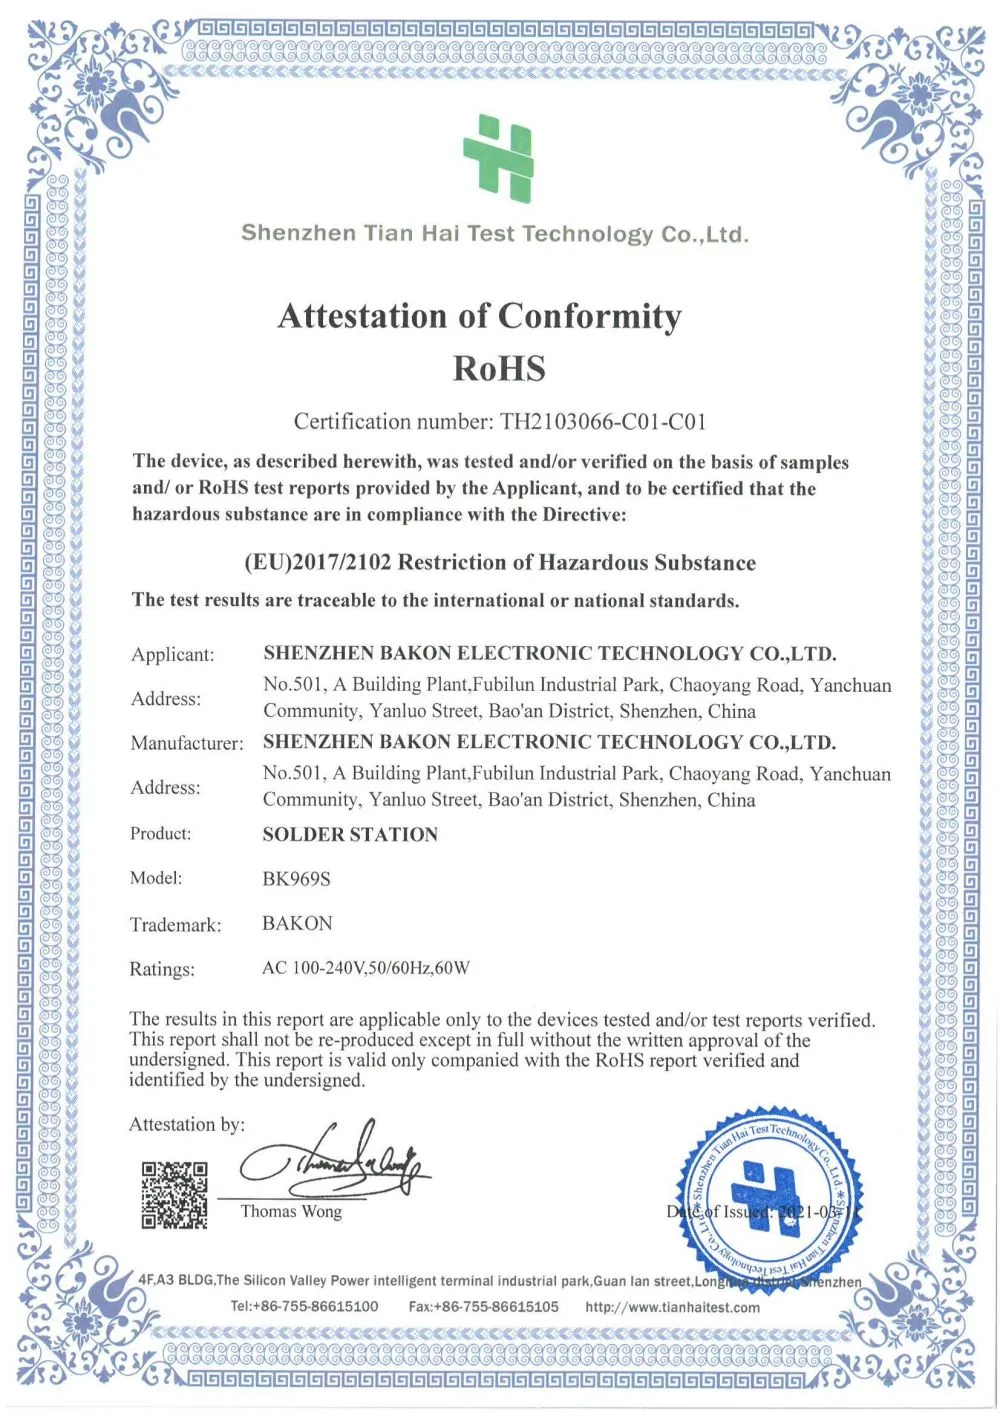 Shenzhen Tian Hai Test Technology Co.,Ltd.
Attestation of Conformity
RoHS
Certification number: TH2103066-C01-C01
The device, as described herewith, was tested and/or verified on the basis of samples
and/ or RoHS test reports provided by the Applicant, and to be certified that the
hazardous substance are in compliance with the Directive:
(EU)2017/2102 Restriction of Hazardous Substance
The test results are traceable to the international or national standards.
Applicant: SHENZHEN BAKON ELECTRONIC TECHNOLOGY CO.,LTD.
Address: No.501, A Building Plant,Fubilun Industrial Park, Chaoyang Road, Yanchuan
Community, Yanluo Street, Bao'an District, Shenzhen, China
Manufacturer: SHENZHEN BAKON ELECTRONIC TECHNOLOGY CO.,LTD.
Address: No.501, A Building Plant,Fubilun Industrial Park, Chaoyang Road, Yanchuan
Community, Yanluo Street, Bao'an District, Shenzhen, China
Product: SOLDER STATION
Model: BK969S
Trademark: BAKON
Ratings: AC 100-240V,50/60Hz,60W
The results in this report are applicable only to the devices tested and/or test reports verified.
This report shall not be re-produced except in full without the written approval of the
undersigned. This report is valid only companied with the RoHS report verified and
identified by the undersigned.
Attestation by:
Thomas Wong
Shenzhen Tian Hai Test Technology Co., Ltd.
Shenzhen Tian Hai Test Technology Co., Ltd.
Date of Issued: 2021-03-11
4F,A3 BLDG,The Silicon Valley Power intelligent terminal industrial park,Guan lan street,Longhua district,Shenzhen
Tel:+86-755-86615100 Fax:+86-755-86615105 http://www.tianhaitest.com